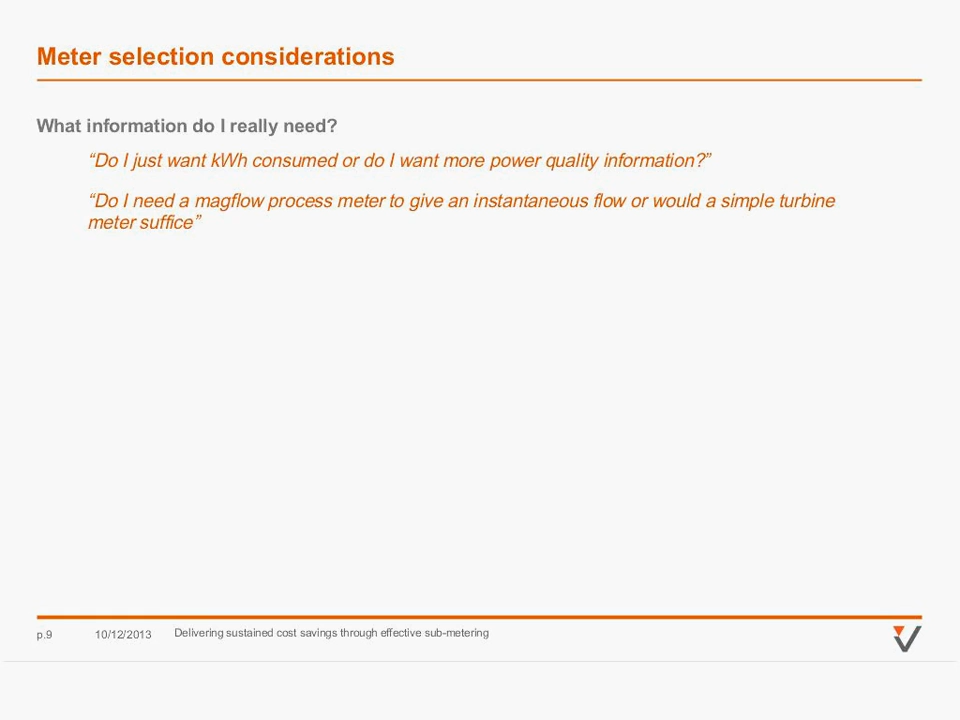 Meter selection considerations
What information do I really need?
“Do I just want kWh consumed or do I want more power quality information?”
“Do I need a magflow process meter to give an instantaneous flow or would a simple turbine
meter suffice”
p.9 10/12/2013 Delivering sustained cost savings through effective sub-metering